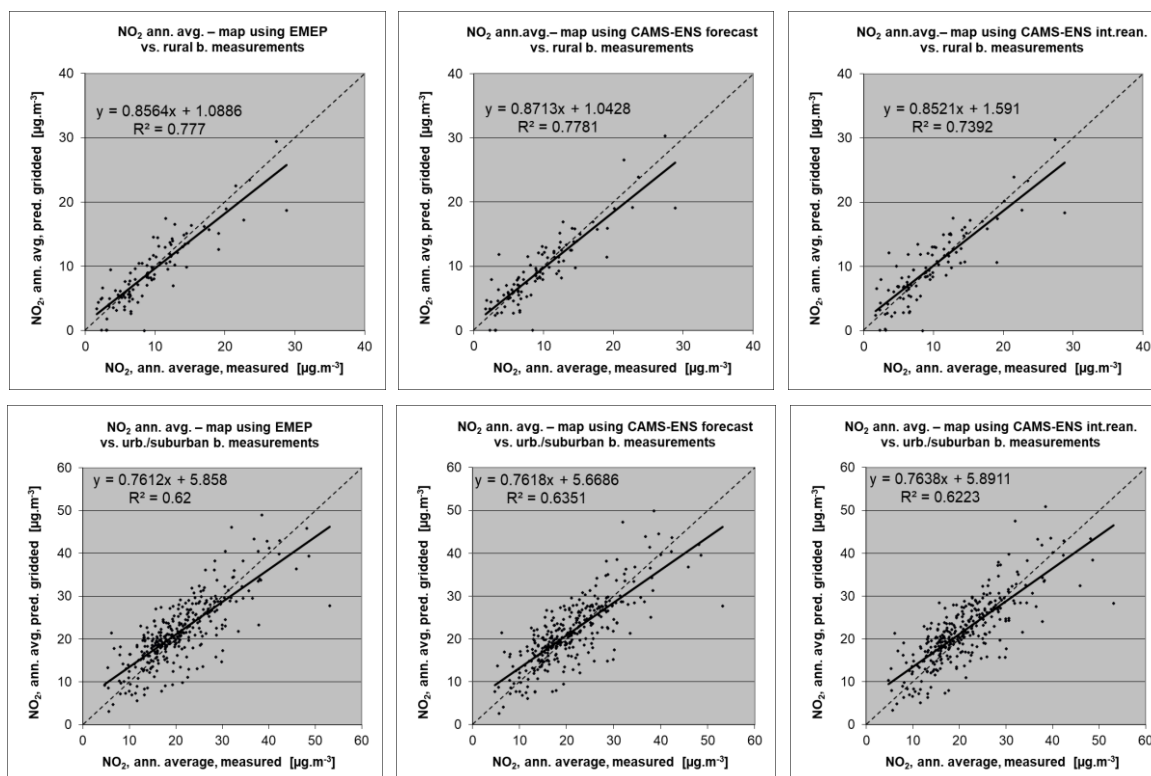 NO2 ann. avg. – map using EMEP
vs. rural b. measurements
NO2, ann. avg, pred. gridded [µg.m-3]
40
30
20
10
0
y = 0.8564x + 1.0886
R² = 0.777
0 10 20 30 40
NO2, ann. average, measured [µg.m-3]
NO2 ann.avg.– map using CAMS-ENS forecast
vs. rural b. measurements
NO2, ann. avg, pred. gridded [µg.m-3]
40
30
20
10
0
y = 0.8713x + 1.0428
R² = 0.7781
0 10 20 30 40
NO2, ann. average, measured [µg.m-3]
NO2 ann.avg.– map using CAMS-ENS int.rean.
vs. rural b. measurements
NO2, ann. avg, pred. gridded [µg.m-3]
40
30
20
10
0
y = 0.8521x + 1.591
R² = 0.7392
0 10 20 30 40
NO2, ann. average, measured [µg.m-3]
NO2 ann. avg. – map using EMEP
vs. urb./suburban b. measurements
NO2, ann. avg, pred. gridded [µg.m-3]
60
50
40
30
20
10
0
y = 0.7612x + 5.858
R² = 0.62
0 10 20 30 40 50 60
NO2, ann. average, measured [µg.m-3]
NO2 ann. avg. – map using CAMS-ENS forecast
vs. urb./suburban b. measurements
NO2, ann. avg, pred. gridded [µg.m-3]
60
50
40
30
20
10
0
y = 0.7618x + 5.6686
R² = 0.6351
0 10 20 30 40 50 60
NO2, ann. average, measured [µg.m-3]
NO2 ann. avg. – map using CAMS-ENS int.rean.
vs. urb./suburban b. measurements
NO2, ann. avg, pred. gridded [µg.m-3]
60
50
40
30
20
10
0
y = 0.7638x + 5.8911
R² = 0.6223
0 10 20 30 40 50 60
NO2, ann. average, measured [µg.m-3]